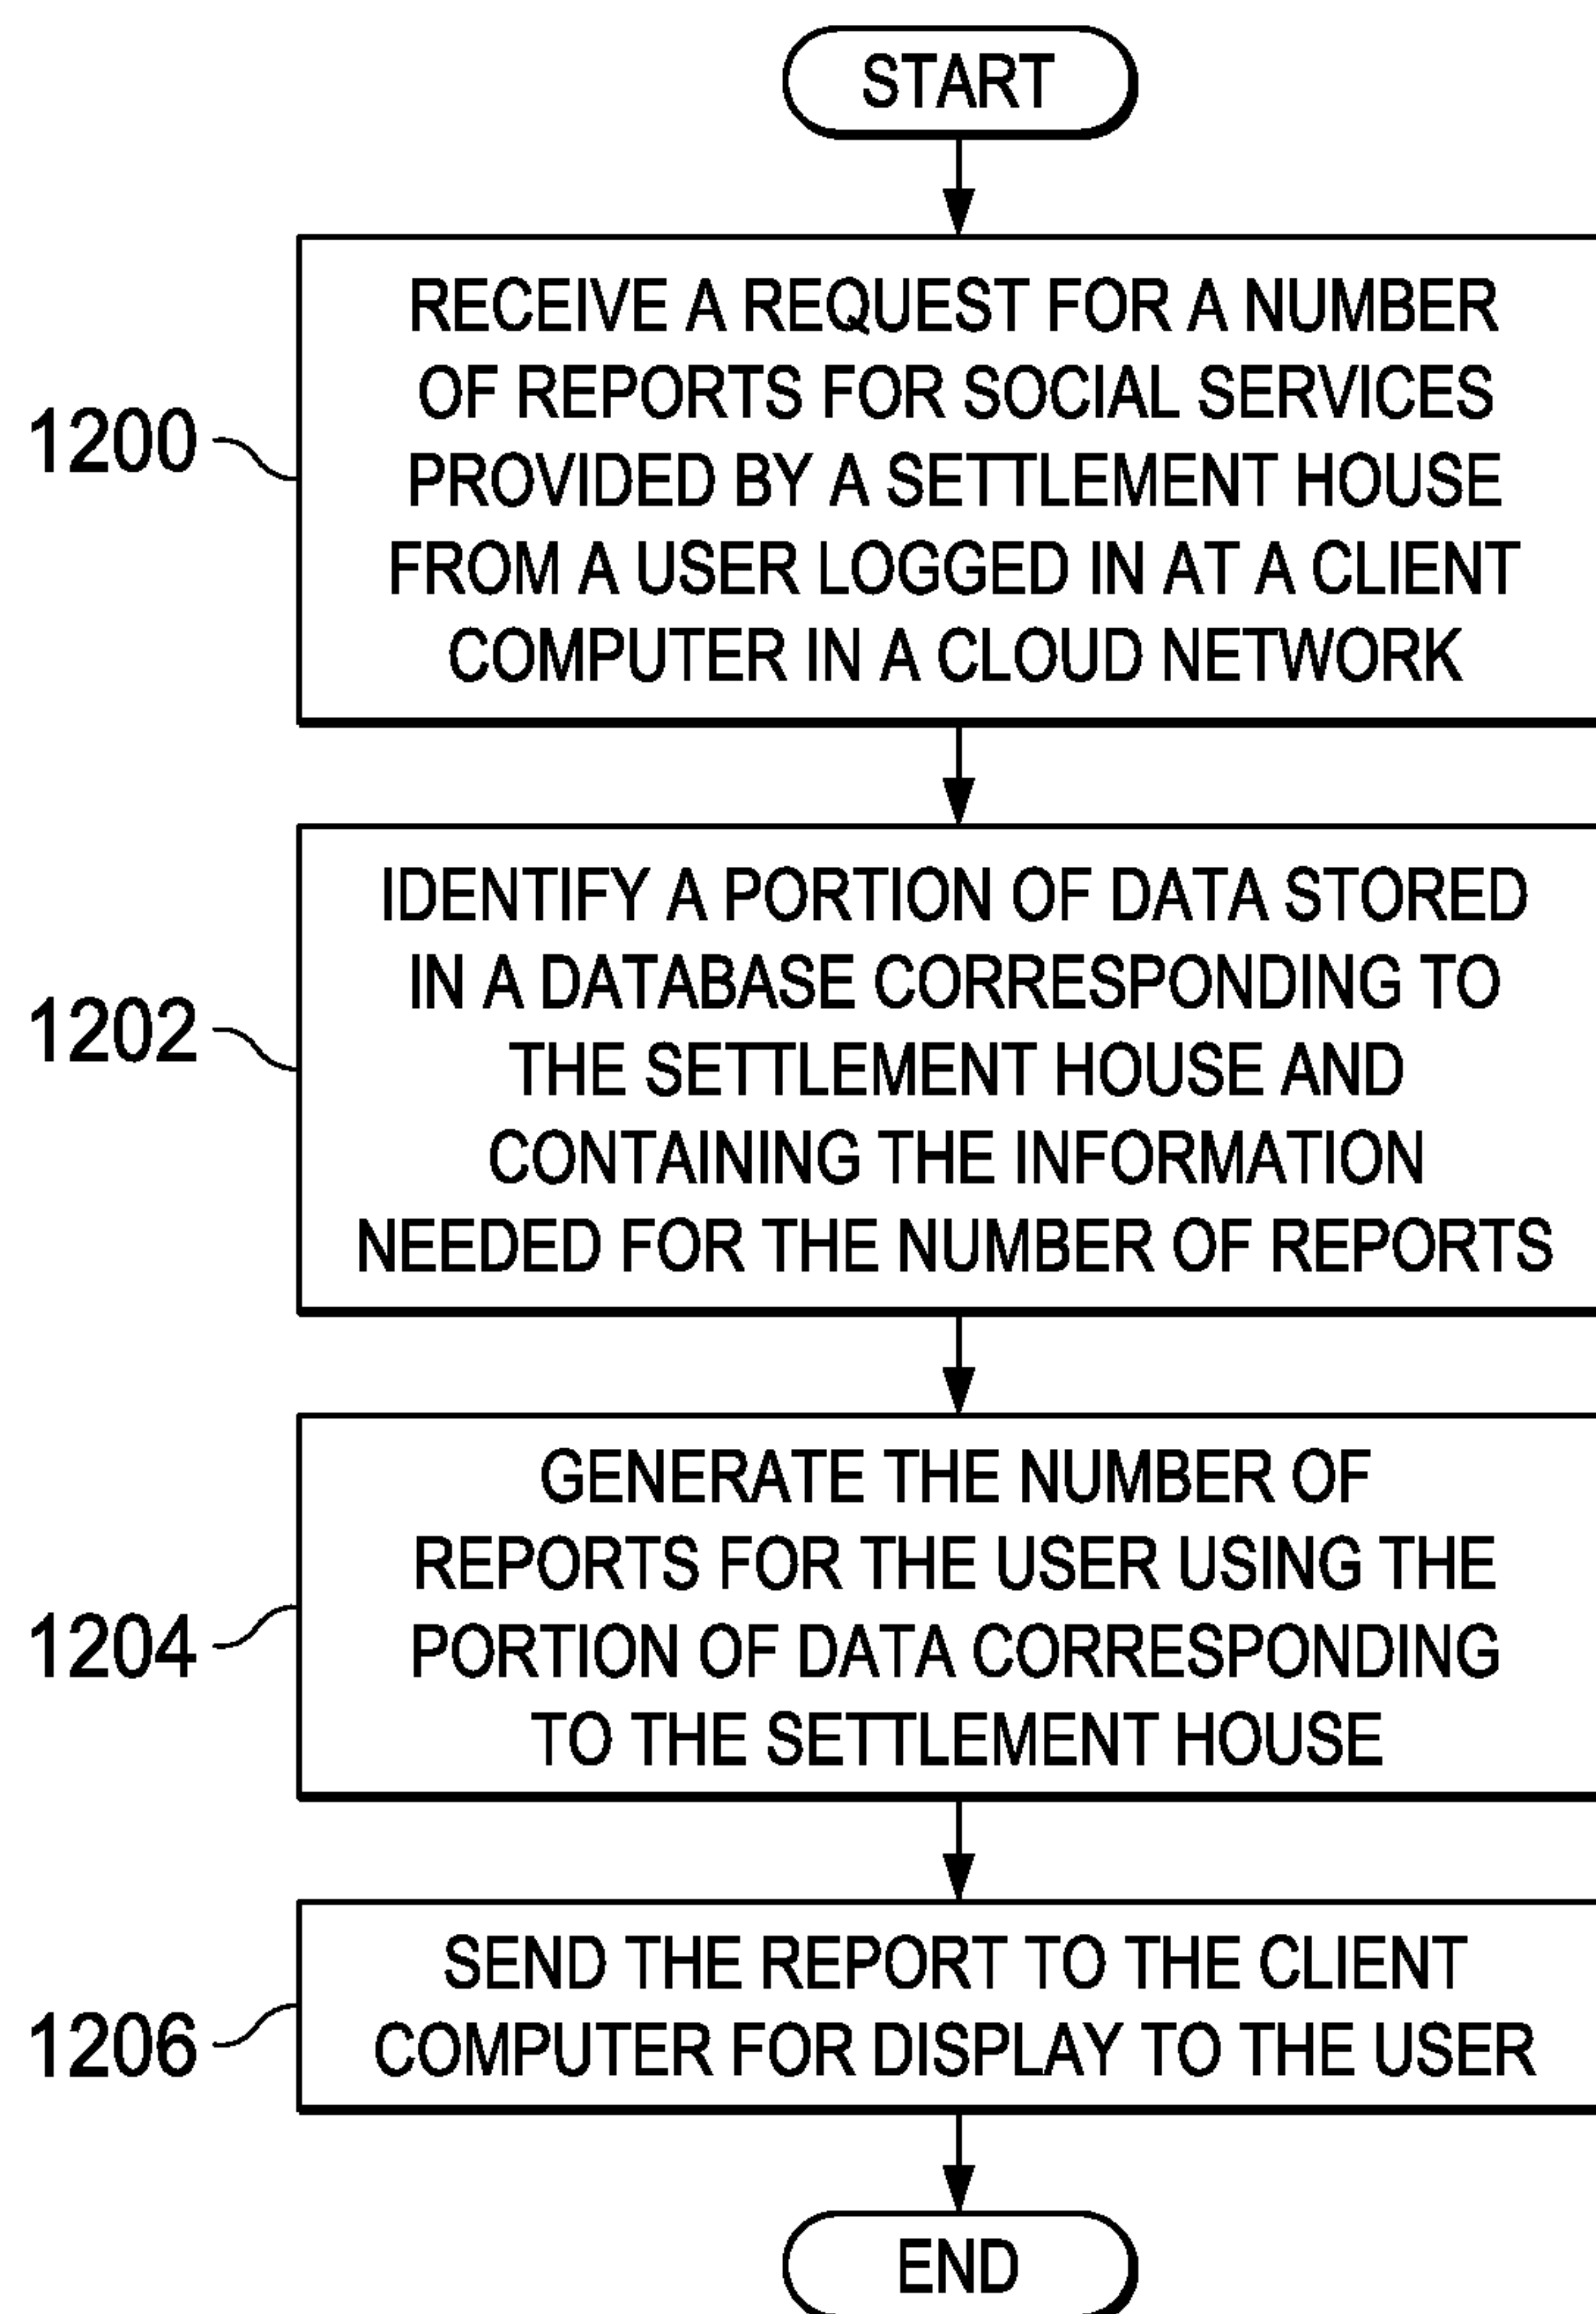 START
RECEIVE A REQUEST FOR A NUMBER
OF REPORTS FOR SOCIAL SERVICES
PROVIDED BY A SETTLEMENT HOUSE
FROM A USER LOGGED IN AT A CLIENT
COMPUTER IN A CLOUD NETWORK
1200
IDENTIFY A PORTION OF DATA STORED
IN A DATABASE CORRESPONDING TO
THE SETTLEMENT HOUSE AND
CONTAINING THE INFORMATION
NEEDED FOR THE NUMBER OF REPORTS
1202
GENERATE THE NUMBER OF
REPORTS FOR THE USER USING THE
PORTION OF DATA CORRESPONDING
TO THE SETTLEMENT HOUSE
1204
SEND THE REPORT TO THE CLIENT
COMPUTER FOR DISPLAY TO THE USER
1206
END